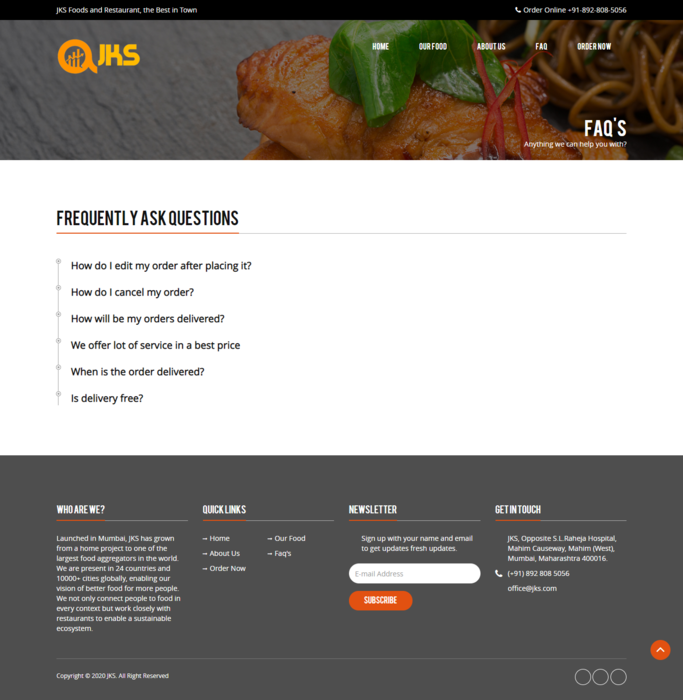 JKS Foods and Restaurant, the Best in Town
Order Online +91-892-808-5056
JKS
HOME OUR FOOD ABOUT US FAQ ORDER NOW
FAQ'S
Anything we can help you with?
FREQUENTLY ASK QUESTIONS
How do I edit my order after placing it?
How do I cancel my order?
How will be my orders delivered?
We offer lot of service in a best price
When is the order delivered?
Is delivery free?
WHO ARE WE?
Launched in Mumbai, JKS has grown
from a home project to one of the
largest food aggregators in the world.
We are present in 24 countries and
10000+ cities globally, enabling our
vision of better food for more people.
We not only connect people to food in
every context but work closely with
restaurants to enable a sustainable
ecosystem.
QUICK LINKS
Home
Our Food
About Us
Faq's
Order Now
NEWSLETTER
Sign up with your name and email
to get updates fresh updates.
E-mail Address
SUBSCRIBE
GET IN TOUCH
JKS, Opposite S.L.Raheja Hospital,
Mahim Causeway, Mahim (West),
Mumbai, Maharashtra 400016.
(+91) 892 808 5056
office@jks.com
Copyright © 2020 JKS. All Right Reserved